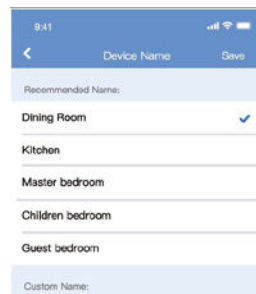 9:41
Device Name Save
Recommended Name:
Dining Room
Kitchen
Master bedroom
Children bedroom
Guest bedroom
Custom Name: